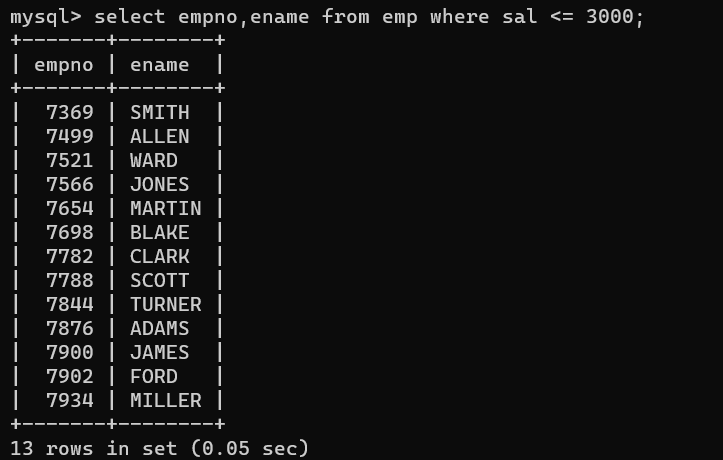 mysql> select empno,ename from emp where sal <= 3000;
+-------+--------+
| empno | ename  |
+-------+--------+
|  7369 | SMITH  |
|  7499 | ALLEN  |
|  7521 | WARD   |
|  7566 | JONES  |
|  7654 | MARTIN |
|  7698 | BLAKE  |
|  7782 | CLARK  |
|  7788 | SCOTT  |
|  7844 | TURNER |
|  7876 | ADAMS  |
|  7900 | JAMES  |
|  7902 | FORD   |
|  7934 | MILLER |
+-------+--------+
13 rows in set (0.05 sec)